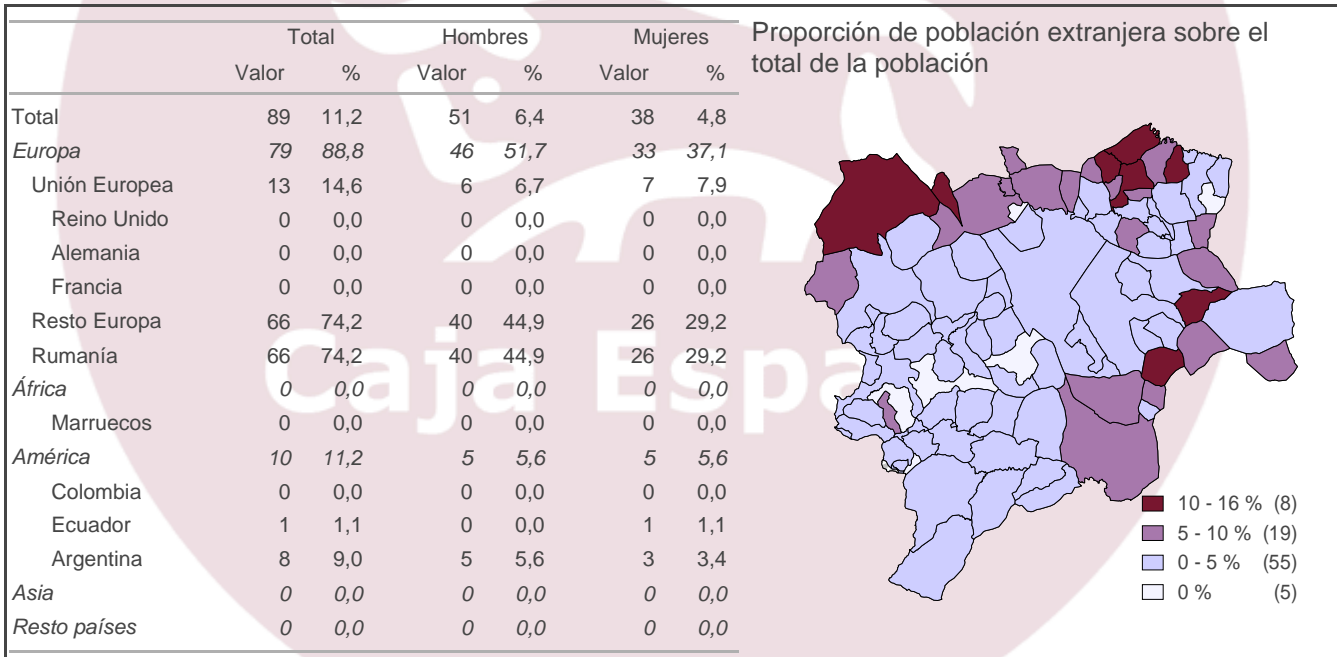 Total Hombres Mujeres
Valor % Valor % Valor %
Total 89 11,2 51 6,4 38 4,8
Europa 79 88,8 46 51,7 33 37,1
Unión Europea 13 14,6 6 6,7 7 7,9
Reino Unido 0 0,0 0 0,0 0 0,0
Alemania 0 0,0 0 0,0 0 0,0
Francia 0 0,0 0 0,0 0 0,0
Resto Europa 66 74,2 40 44,9 26 29,2
Rumanía 66 74,2 40 44,9 26 29,2
África 0 0,0 0 0,0 0 0,0
Marruecos 0 0,0 0 0,0 0 0,0
América 10 11,2 5 5,6 5 5,6
Colombia 0 0,0 0 0,0 0 0,0
Ecuador 1 1,1 0 0,0 1 1,1
Argentina 8 9,0 5 5,6 3 3,4
Asia 0 0,0 0 0,0 0 0,0
Resto países 0 0,0 0 0,0 0 0,0
Proporción de población extranjera sobre el
total de la población
10 - 16 % (8)
5 - 10 % (19)
0 - 5 % (55)
0 % (5)
Caja Espa